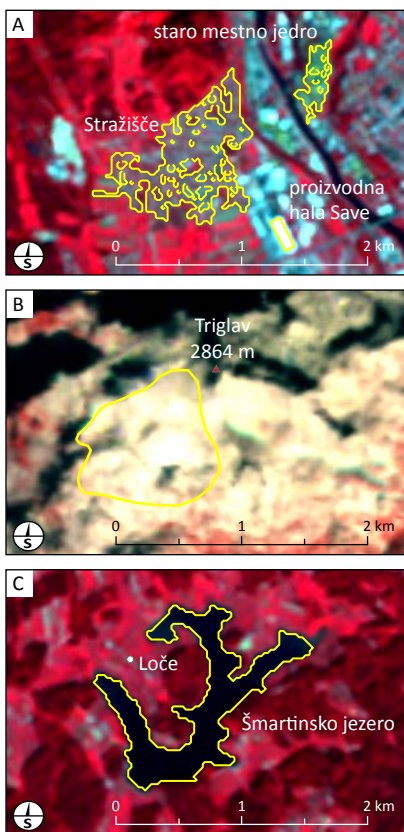 A
staro mestno jedro
Stražišče
proizvodna
hala Save
S
0
1
2 km
B
Triglav
2864 m
S
0
1
2 km
C
Loče
Šmartinsko jezero
S
0
1
2 km